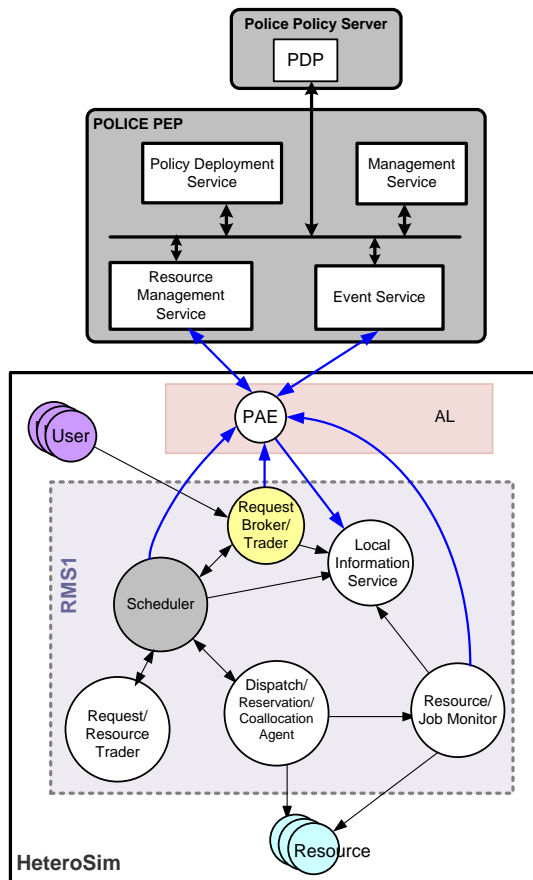 Police Policy Server
PDP
POLICE PEP
Policy Deployment
Service
Management
Service
Resource
Management
Service
Event Service
PAE
AL
User
Request
Broker/
Trader
Local
Information
Service
RMS1
Scheduler
Dispatch/
Reservation/
Coallocation
Agent
Request/
Resource
Trader
Resource/
Job Monitor
Resource
HeteroSim